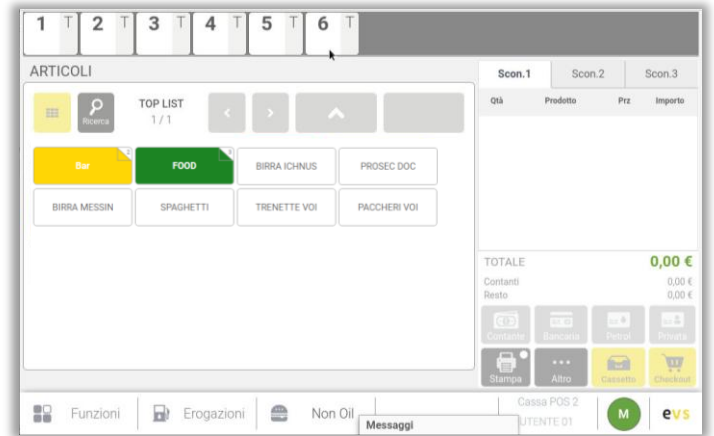 1 T 2 T 3 T 4 T 5 T 6 T
ARTICOLI
Scon.1 Scon.2 Scon.3
Qtà Prodotto Prz Importo
Ricerca
TOP LIST
1 / 1
Bar 2
FOOD
BIRRA ICHNUS
PROSEC DOC
BIRRA MESSIN
SPAGHETTI
TRENETTE VOI
PACCHERI VOI
TOTALE 0,00 €
Contanti 0,00 €
Resto 0,00 €
Contante Bancaria Petrol Privata
Stampa Altro Cassetto Checkout
Funzioni Erogazioni Non Oil
Messaggi
Cassa POS 2
UTENTE 01
M
evs